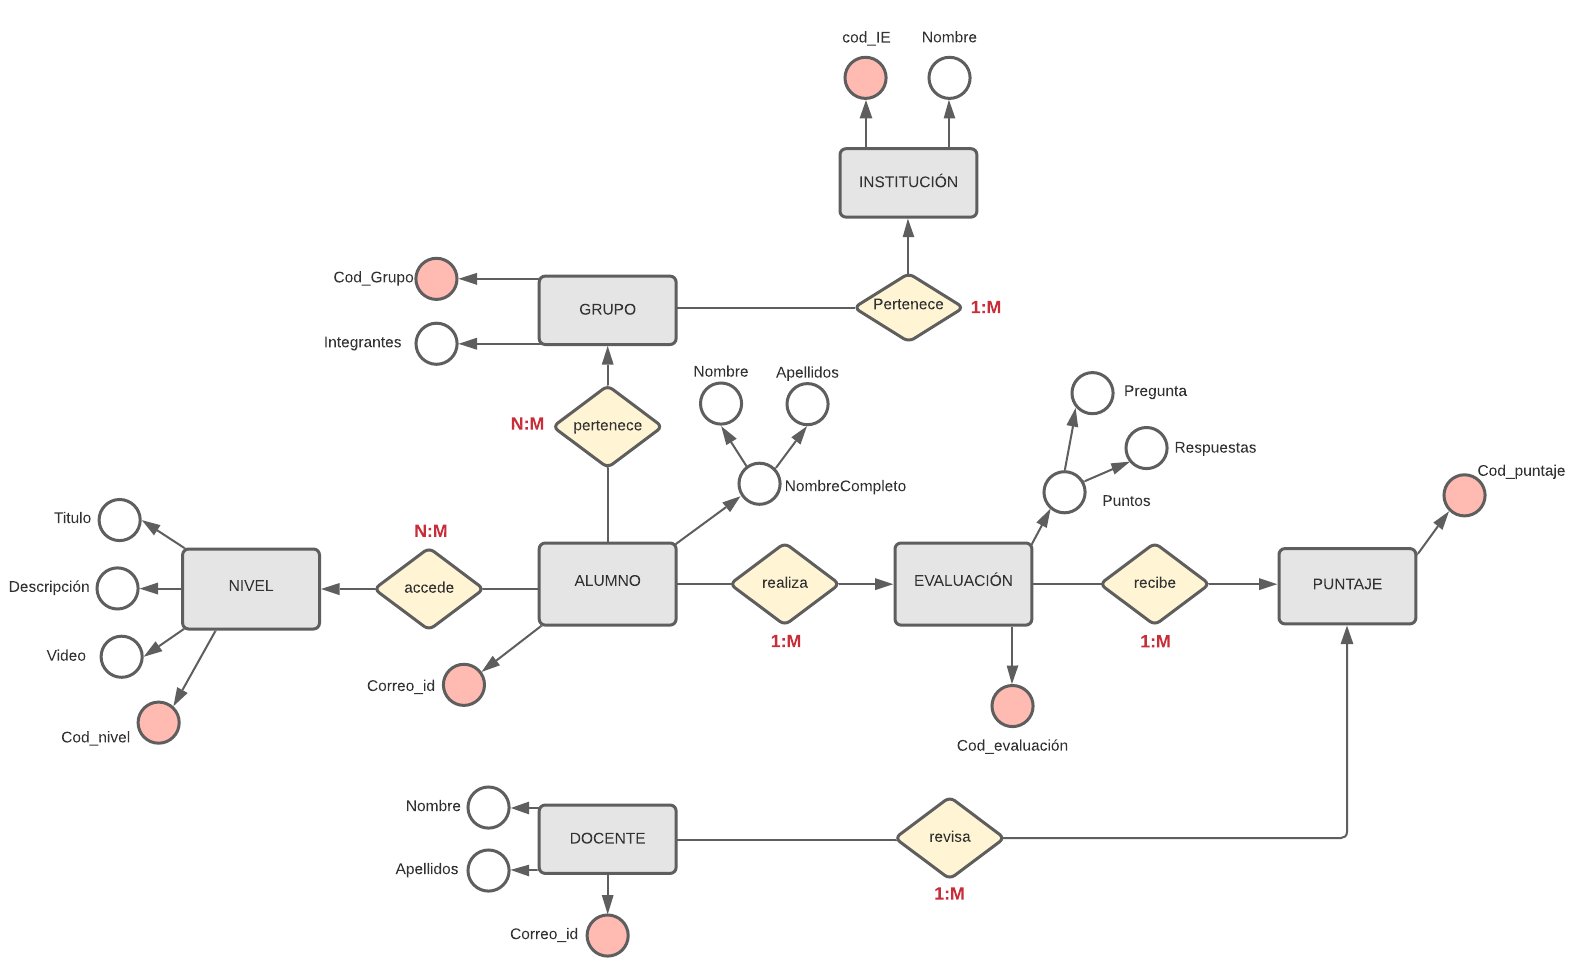 cod_IE
Nombre
INSTITUCIÓN
Cod_Grupo
GRUPO
Pertenece
1:M
Integrantes
Nombre
Apellidos
Pregunta
N:M
pertenece
Respuestas
Cod_puntaje
NombreCompleto
Puntos
Titulo
N:M
NIVEL
accede
ALUMNO
realiza
EVALUACIÓN
recibe
PUNTAJE
Descripción
1:M
1:M
Video
Correo_id
Cod_nivel
Cod_evaluación
Nombre
DOCENTE
revisa
Apellidos
1:M
Correo_id